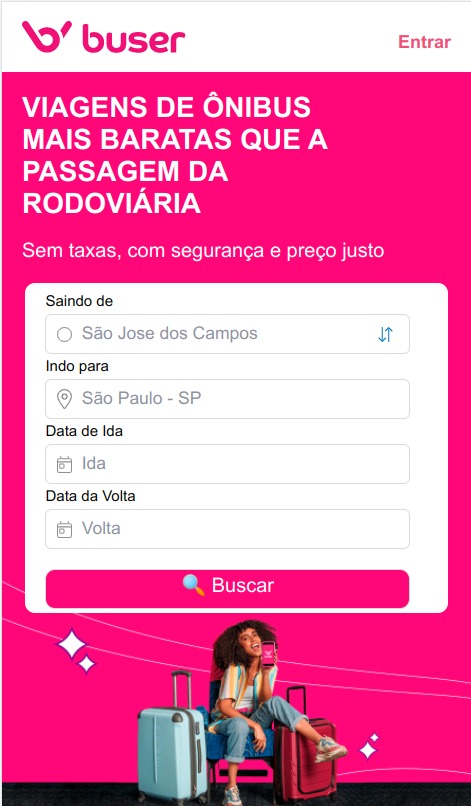 buser
Entrar
VIAGENS DE ÔNIBUS
MAIS BARATAS QUE A
PASSAGEM DA
RODOVIÁRIA
Sem taxas, com segurança e preço justo
Saindo de
São Jose dos Campos
Indo para
São Paulo - SP
Data de Ida
Ida
Data da Volta
Volta
Buscar